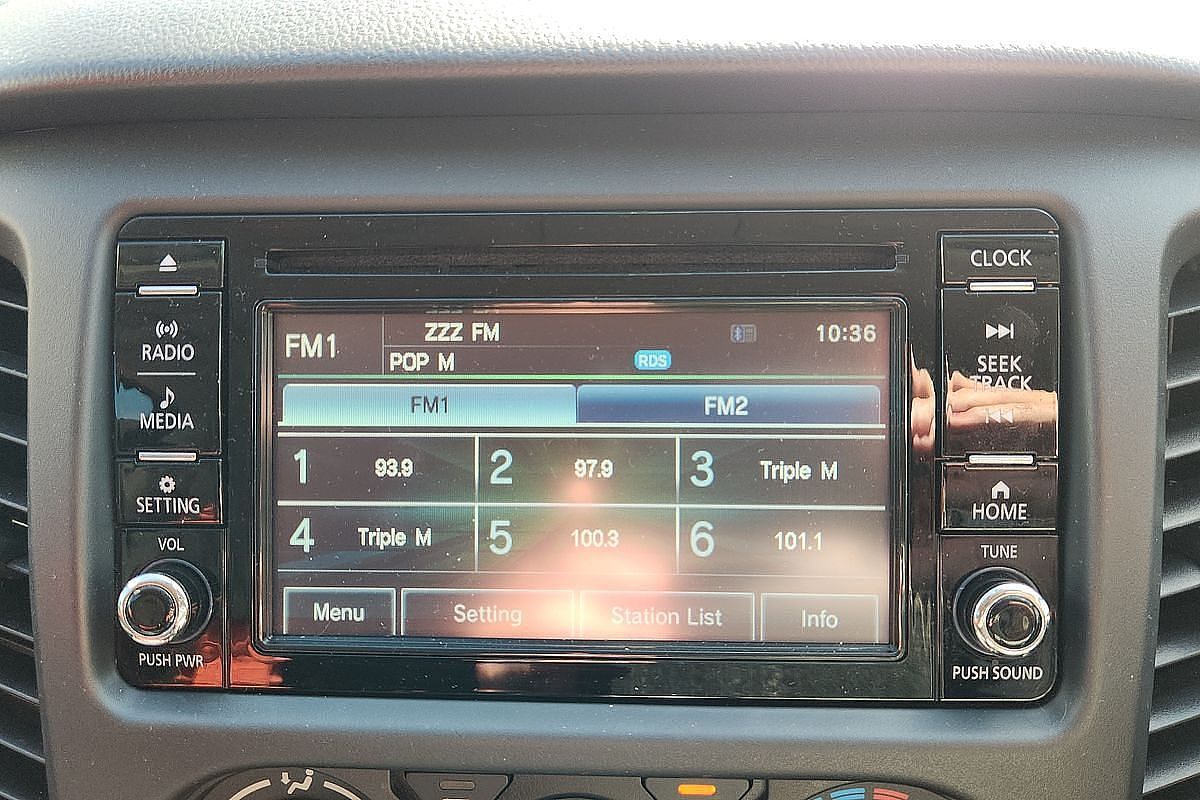 CLOCK
RADIO
MEDIA
SETTING
VOL
PUSH PWR
FM1
ZZZ FM
POP M
RDS
10:36
FM1
FM2
1 93.9
2 97.9
3 Triple M
4 Triple M
5 100.3
6 101.1
Menu
Setting
Station List
Info
SEEK
TRACK
HOME
TUNE
PUSH SOUND